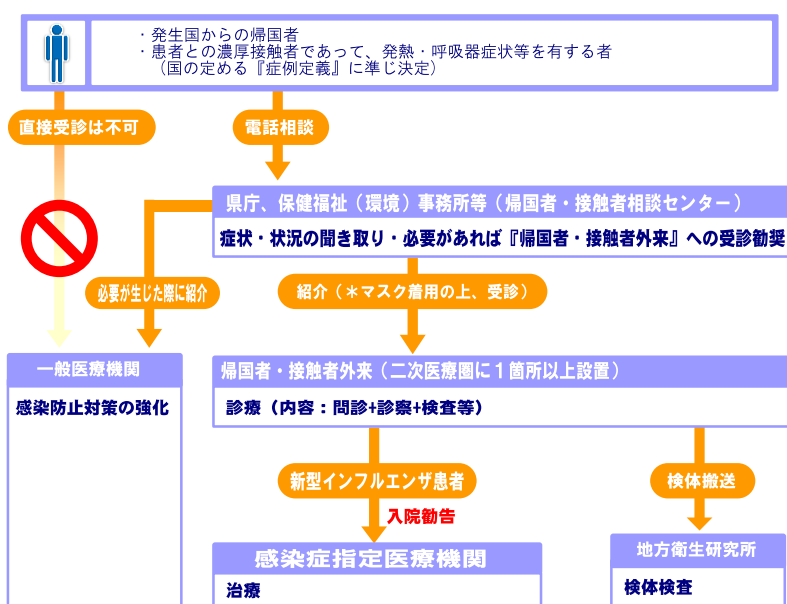 ・発生国からの帰国者
・患者との濃厚接触者であって、発熱・呼吸器症状等を有する者
（国の定める『症例定義』に準じ決定）
直接受診は不可
電話相談
県庁、保健福祉（環境）事務所等（帰国者・接触者相談センター）
症状・状況の聞き取り・必要があれば『帰国者・接触者外来』への受診勧奨
必要が生じた際に紹介
紹介（＊マスク着用の上、受診）
一般医療機関
感染防止対策の強化
帰国者・接触者外来（二次医療圏に１箇所以上設置）
診療（内容：問診+診察+検査等）
新型インフルエンザ患者
検体搬送
入院勧告
感染症指定医療機関
治療
地方衛生研究所
検体検査